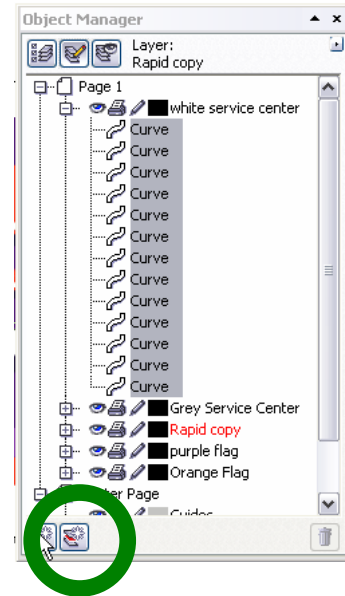 Object Manager
Layer:
Rapid copy
Page 1
white service center
Curve
Curve
Curve
Curve
Curve
Curve
Curve
Curve
Curve
Curve
Curve
Curve
Curve
Grey Service Center
Rapid copy
purple flag
Orange Flag
Page
Guides